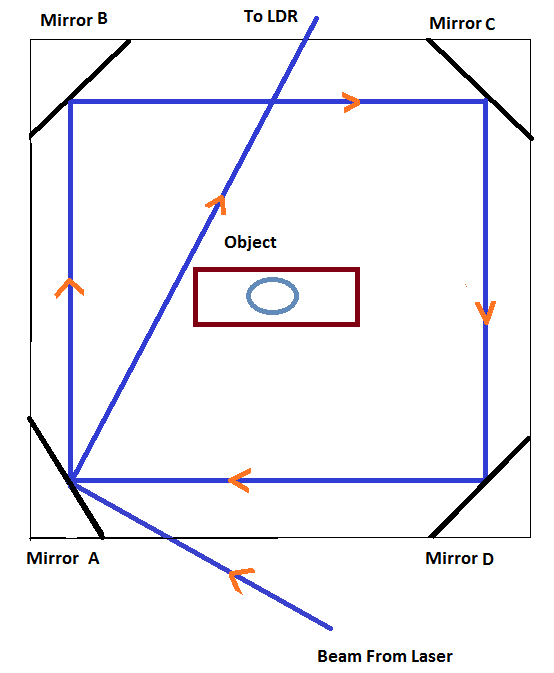 Mirror B
To LDR
Mirror C
Object
Mirror A
Mirror D
Beam From Laser